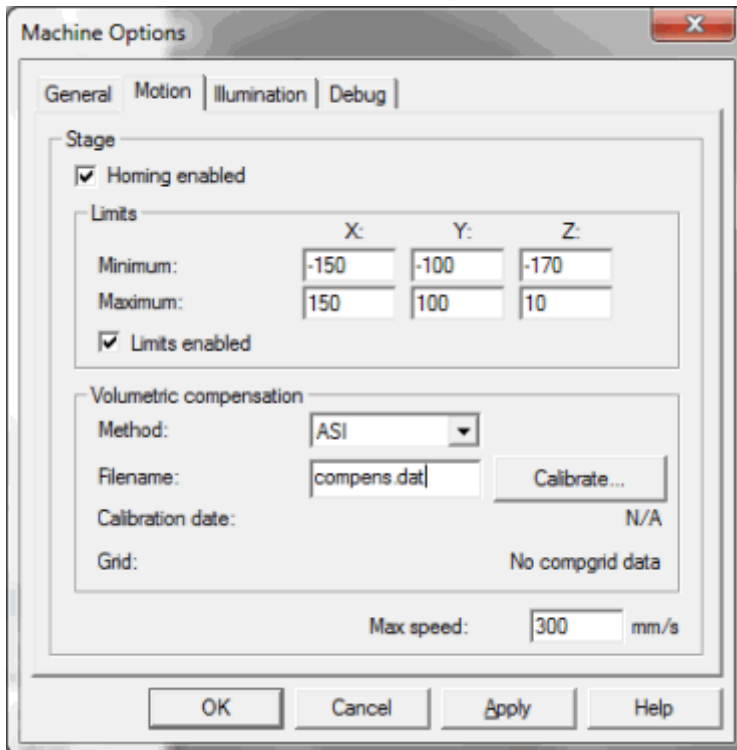 Machine Options
General Motion Illumination Debug
Stage
Homing enabled
Limits
X: Y: Z:
Minimum: -150 -100 -170
Maximum: 150 100 10
Limits enabled
Volumetric compensation
Method: ASI
Filename: compens.dat Calibrate...
Calibration date: N/A
Grid: No compgrid data
Max speed: 300 mm/s
OK Cancel Apply Help